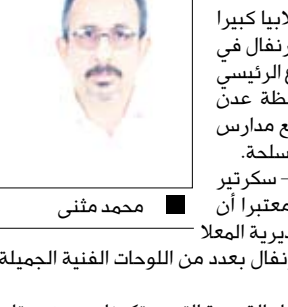 لابيا كبيرا
رنفال في
ع الرئيسي
ظة عدن
ع مدارس
سلحة.
– سكرتير
معتبرا أن
محمد مثنى
ديرية المعلا
نفال بعدد من اللوحات الفنية الجميلة